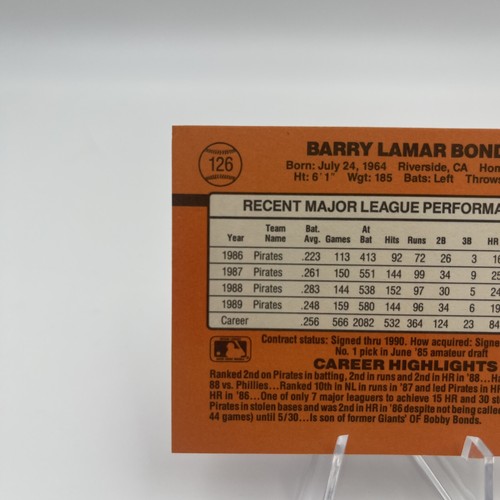 126
BARRY LAMAR BOND
Born: July 24, 1964 Riverside, CA Hom
Ht: 6'1" Wgt: 185 Bats: Left Throws
RECENT MAJOR LEAGUE PERFORMA
Year Team Name Bat. Avg. Games At Bat Hits Runs 2B 3B HR
1986 Pirates .223 113 413 92 72 26 3 16
1987 Pirates .261 150 551 144 99 34 9 25
1988 Pirates .283 144 538 152 97 30 5 24
1989 Pirates .248 159 580 144 96 34 6 19
Career .256 566 2082 532 364 124 23 84
Contract status: Signed thru 1990. How acquired: Signe
No. 1 pick in June '85 amateur draft
CAREER HIGHLIGHTS
Ranked 2nd on Pirates in batting, 2nd in runs and 2nd in HR in '88...Ha
88 vs. Phillies...Ranked 10th in NL in runs in '87 and led Pirates in HR
HR in '86...One of only 7 major leaguers to achieve 15 HR and 30 st
Pirates in stolen bases and was 2nd in HR in '86 despite not being calle
44 games) until 5/30...Is son of former Giants' OF Bobby Bonds.